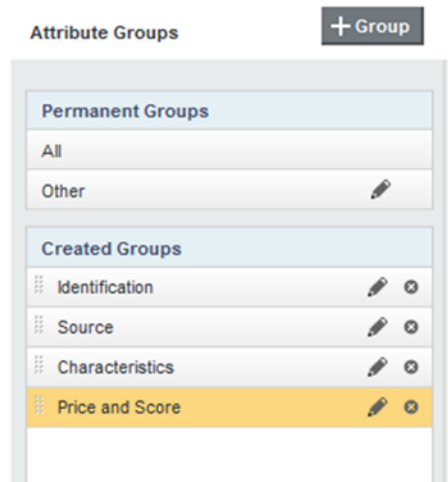 Attribute Groups
+ Group
Permanent Groups
All
Other
Created Groups
Identification
Source
Characteristics
Price and Score